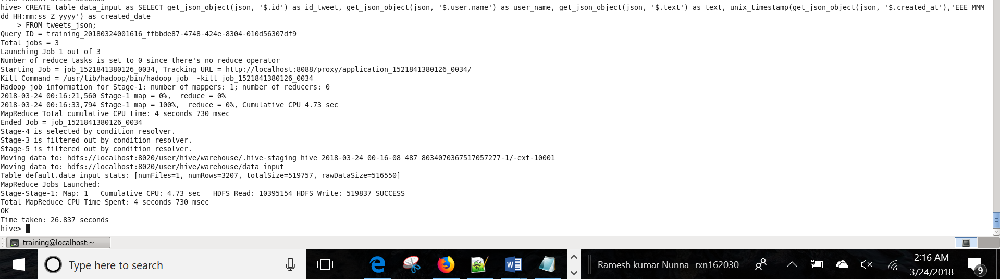 hive> CREATE table data_input as SELECT get_json_object(json, '$.id') as id_tweet, get_json_object(json, '$.user.name') as user_name, get_json_object(json, '$.text') as text, unix_timestamp(get_json_object(json, '$.created_at'),'EEE MMM
dd HH:mm:ss Z yyyy') as created_date
    > FROM tweets_json;
Query ID = training_20180324001616_ffbbde87-4748-424e-8304-010d56307df9
Total jobs = 3
Launching Job 1 out of 3
Number of reduce tasks is set to 0 since there's no reduce operator
Starting Job = job_1521841380126_0034, Tracking URL = http://localhost:8088/proxy/application_1521841380126_0034/
Kill Command = /usr/lib/hadoop/bin/hadoop job  -kill job_1521841380126_0034
Hadoop job information for Stage-1: number of mappers: 1; number of reducers: 0
2018-03-24 00:16:21,560 Stage-1 map = 0%,  reduce = 0%
2018-03-24 00:16:33,794 Stage-1 map = 100%,  reduce = 0%, Cumulative CPU 4.73 sec
MapReduce Total cumulative CPU time: 4 seconds 730 msec
Ended Job = job_1521841380126_0034
Stage-4 is selected by condition resolver.
Stage-3 is filtered out by condition resolver.
Stage-5 is filtered out by condition resolver.
Moving data to: hdfs://localhost:8020/user/hive/warehouse/.hive-staging_hive_2018-03-24_00-16-08_487_8034070367517057277-1/-ext-10001
Moving data to: hdfs://localhost:8020/user/hive/warehouse/data_input
Table default.data_input stats: [numFiles=1, numRows=3207, totalSize=519757, rawDataSize=516550]
MapReduce Jobs Launched:
Stage-Stage-1: Map: 1   Cumulative CPU: 4.73 sec   HDFS Read: 10395154 HDFS Write: 519837 SUCCESS
Total MapReduce CPU Time Spent: 4 seconds 730 msec
OK
Time taken: 26.837 seconds
hive>
training@localhost:~
Type here to search
Ramesh kumar Nunna -rxn162030
2:16 AM
3/24/2018
9